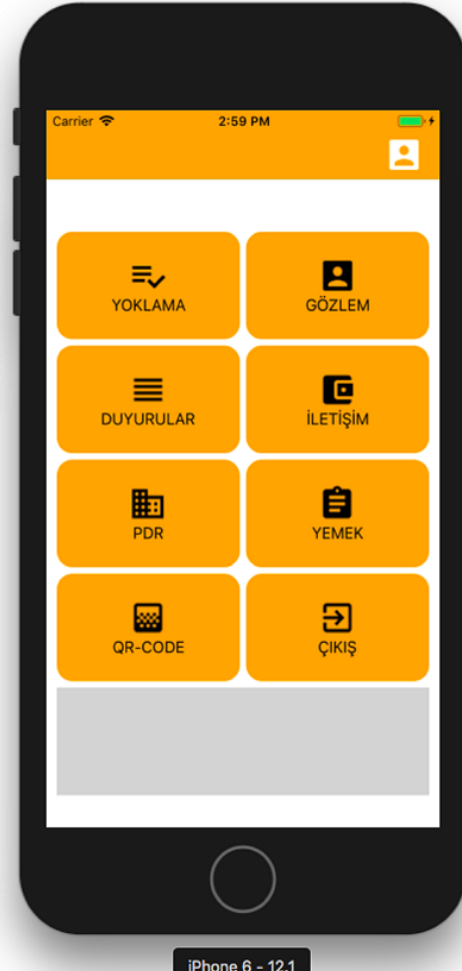 Carrier 2:59 PM
YOKLAMA GÖZLEM
DUYURULAR İLETİŞİM
PDR YEMEK
QR-CODE ÇIKIŞ
iPhone 6 - 12.1